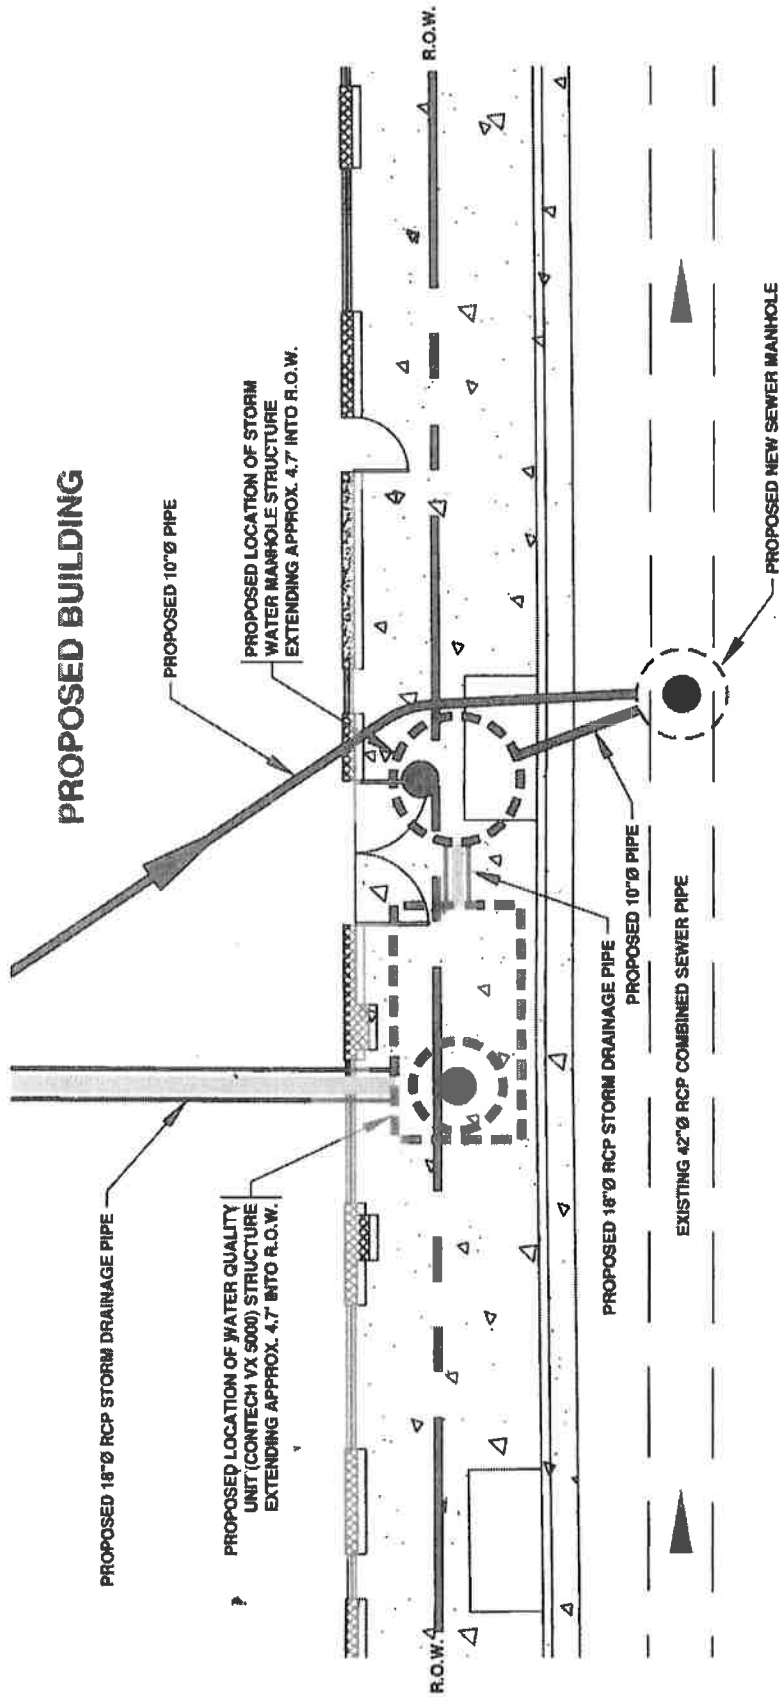 PROPOSED BUILDING
PROPOSED 18"Ø RCP STORM DRAINAGE PIPE
PROPOSED 10"Ø PIPE
PROPOSED LOCATION OF WATER QUALITY
UNIT (CONTECH VX 5000) STRUCTURE
EXTENDING APPROX. 4.7' INTO R.O.W.
PROPOSED LOCATION OF STORM
WATER MANHOLE STRUCTURE
EXTENDING APPROX. 4.7' INTO R.O.W.
R.O.W.
R.O.W.
PROPOSED 18"Ø RCP STORM DRAINAGE PIPE
PROPOSED 10"Ø PIPE
EXISTING 42"Ø RCP COMBINED SEWER PIPE
PROPOSED NEW SEWER MANHOLE